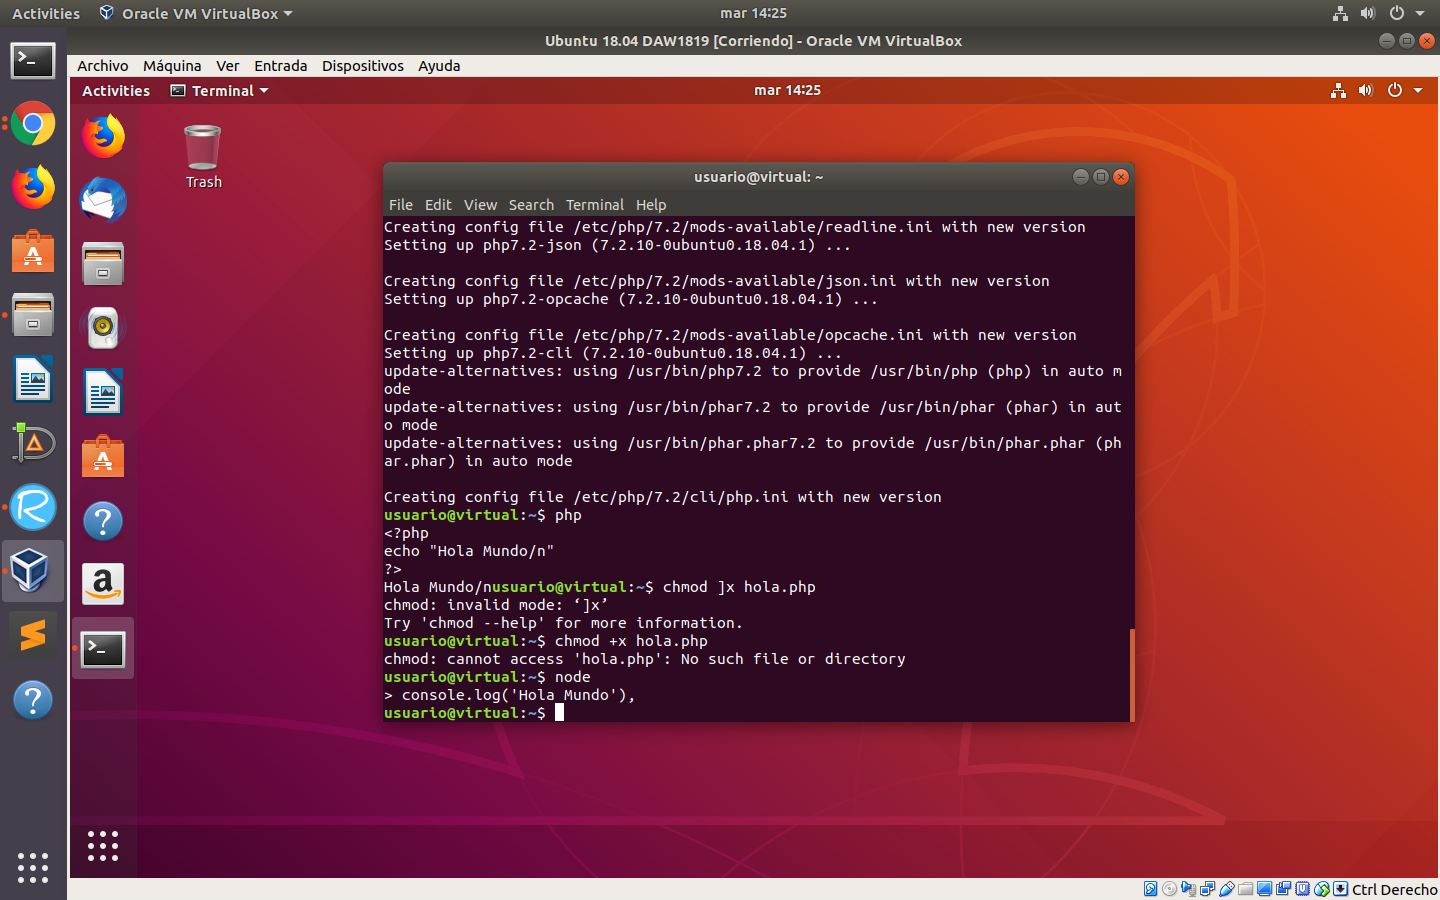 Activities Oracle VM VirtualBox mar 14:25
Ubuntu 18.04 DAW1819 [Corriendo] - Oracle VM VirtualBox
Archivo Máquina Ver Entrada Dispositivos Ayuda
Activities Terminal mar 14:25
Trash
usuario@virtual: ~
File Edit View Search Terminal Help
Creating config file /etc/php/7.2/mods-available/readline.ini with new version
Setting up php7.2-json (7.2.10-0ubuntu0.18.04.1) ...
Creating config file /etc/php/7.2/mods-available/json.ini with new version
Setting up php7.2-opcache (7.2.10-0ubuntu0.18.04.1) ...
Creating config file /etc/php/7.2/mods-available/opcache.ini with new version
Setting up php7.2-cli (7.2.10-0ubuntu0.18.04.1) ...
update-alternatives: using /usr/bin/php7.2 to provide /usr/bin/php (php) in auto m
ode
update-alternatives: using /usr/bin/phar7.2 to provide /usr/bin/phar (phar) in aut
o mode
update-alternatives: using /usr/bin/phar.phar7.2 to provide /usr/bin/phar.phar (ph
ar.phar) in auto mode
Creating config file /etc/php/7.2/cli/php.ini with new version
usuario@virtual:~$ php
<?php
echo "Hola Mundo/n"
?>
Hola Mundo/nusuario@virtual:~$ chmod ]x hola.php
chmod: invalid mode: ‘]x’
Try 'chmod --help' for more information.
usuario@virtual:~$ chmod +x hola.php
chmod: cannot access 'hola.php': No such file or directory
usuario@virtual:~$ node
> console.log('Hola Mundo'),
usuario@virtual:~$
Ctrl Derecho